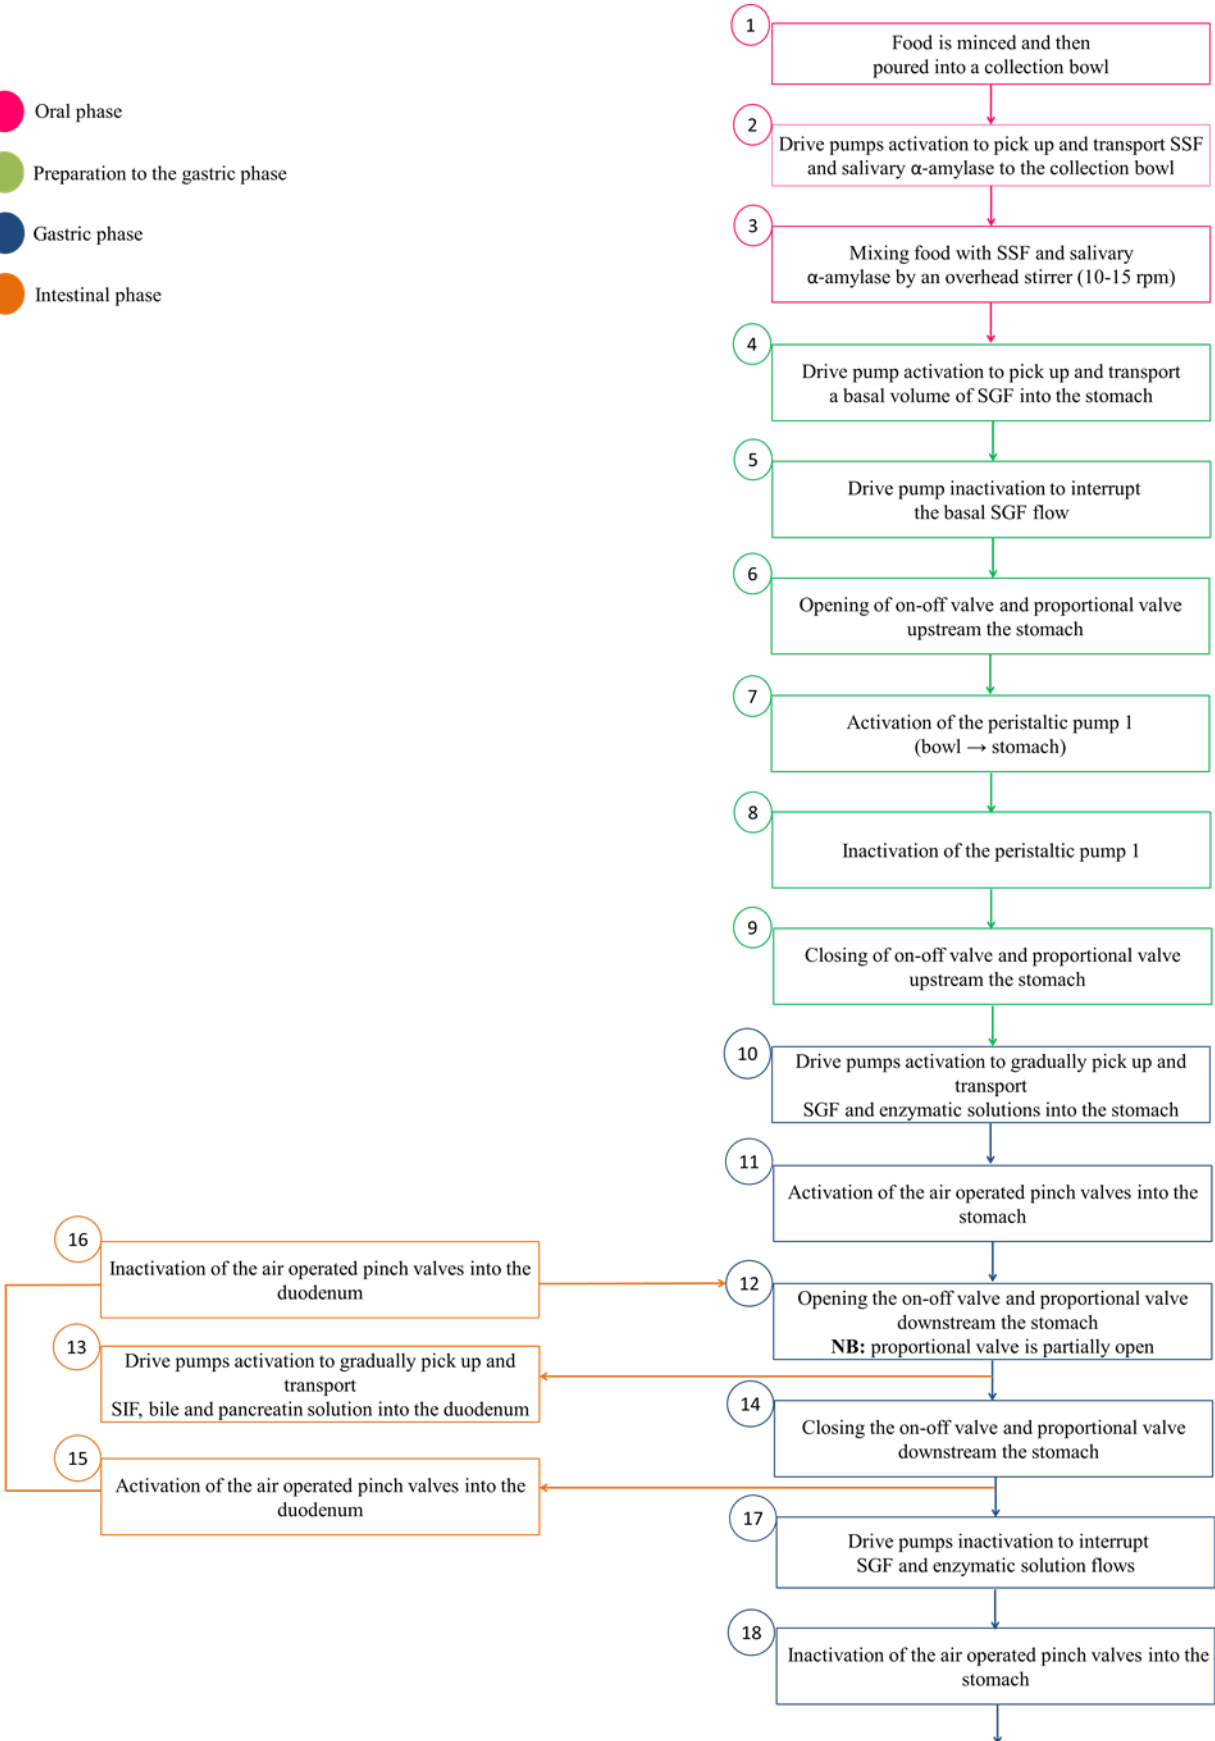 Oral phase
Preparation to the gastric phase
Gastric phase
Intestinal phase
1
Food is minced and then
poured into a collection bowl
2
Drive pumps activation to pick up and transport SSF
and salivary α-amylase to the collection bowl
3
Mixing food with SSF and salivary
α-amylase by an overhead stirrer (10-15 rpm)
4
Drive pump activation to pick up and transport
a basal volume of SGF into the stomach
5
Drive pump inactivation to interrupt
the basal SGF flow
6
Opening of on-off valve and proportional valve
upstream the stomach
7
Activation of the peristaltic pump 1
(bowl → stomach)
8
Inactivation of the peristaltic pump 1
9
Closing of on-off valve and proportional valve
upstream the stomach
10
Drive pumps activation to gradually pick up and
transport
SGF and enzymatic solutions into the stomach
11
Activation of the air operated pinch valves into the
stomach
12
Opening the on-off valve and proportional valve
downstream the stomach
NB: proportional valve is partially open
13
Drive pumps activation to gradually pick up and
transport
SIF, bile and pancreatin solution into the duodenum
14
Closing the on-off valve and proportional valve
downstream the stomach
15
Activation of the air operated pinch valves into the
duodenum
16
Inactivation of the air operated pinch valves into the
duodenum
17
Drive pumps inactivation to interrupt
SGF and enzymatic solution flows
18
Inactivation of the air operated pinch valves into the
stomach